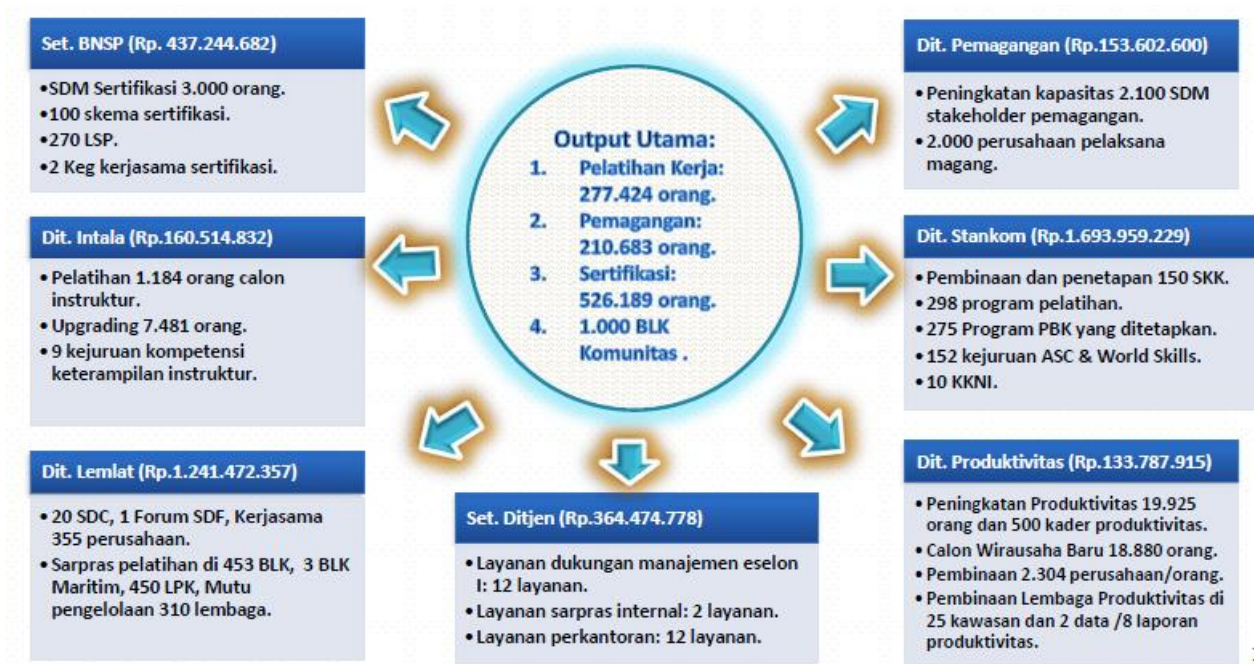 Set. BNSP (Rp. 437.244.682)
•SDM Sertifikasi 3.000 orang.
•100 skema sertifikasi.
•270 LSP.
•2 Keg kerjasama sertifikasi.
Dit. Intala (Rp.160.514.832)
• Pelatihan 1.184 orang calon
instruktur.
• Upgrading 7.481 orang.
• 9 kejuruan kompetensi
keterampilan instruktur.
Dit. Lemlat (Rp.1.241.472.357)
• 20 SDC, 1 Forum SDF, Kerjasama
355 perusahaan.
• Sarpras pelatihan di 453 BLK, 3 BLK
Maritim, 450 LPK, Mutu
pengelolaan 310 lembaga.
Output Utama:
1. Pelatihan Kerja:
277.424 orang.
2. Pemagangan:
210.683 orang.
3. Sertifikasi:
526.189 orang.
4. 1.000 BLK
Komunitas .
Set. Ditjen (Rp.364.474.778)
•Layanan dukungan manajemen eselon
I: 12 layanan.
•Layanan sarpras internal: 2 layanan.
•Layanan perkantoran: 12 layanan.
Dit. Pemagangan (Rp.153.602.600)
• Peningkatan kapasitas 2.100 SDM
stakeholder pemagangan.
• 2.000 perusahaan pelaksana
magang.
Dit. Stankom (Rp.1.693.959.229)
• Pembinaan dan penetapan 150 SKK.
• 298 program pelatihan.
• 275 Program PBK yang ditetapkan.
• 152 kejuruan ASC & World Skills.
• 10 KKNI.
Dit. Produktivitas (Rp.133.787.915)
• Peningkatan Produktivitas 19.925
orang dan 500 kader produktivitas.
• Calon Wirausaha Baru 18.880 orang.
• Pembinaan 2.304 perusahaan/orang.
• Pembinaan Lembaga Produktivitas di
25 kawasan dan 2 data /8 laporan
produktivitas.